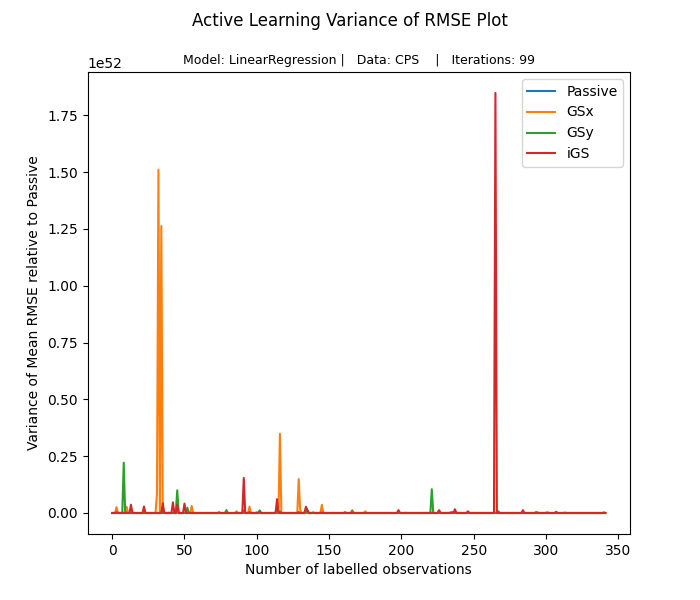 Active Learning Variance of RMSE Plot
Model: LinearRegression |   Data: CPS    |   Iterations: 99
1e52
Passive
GSx
GSy
iGS
1.75
1.50
1.25
1.00
0.75
0.50
0.25
0.00
Variance of Mean RMSE relative to Passive
0 50 100 150 200 250 300 350
Number of labelled observations